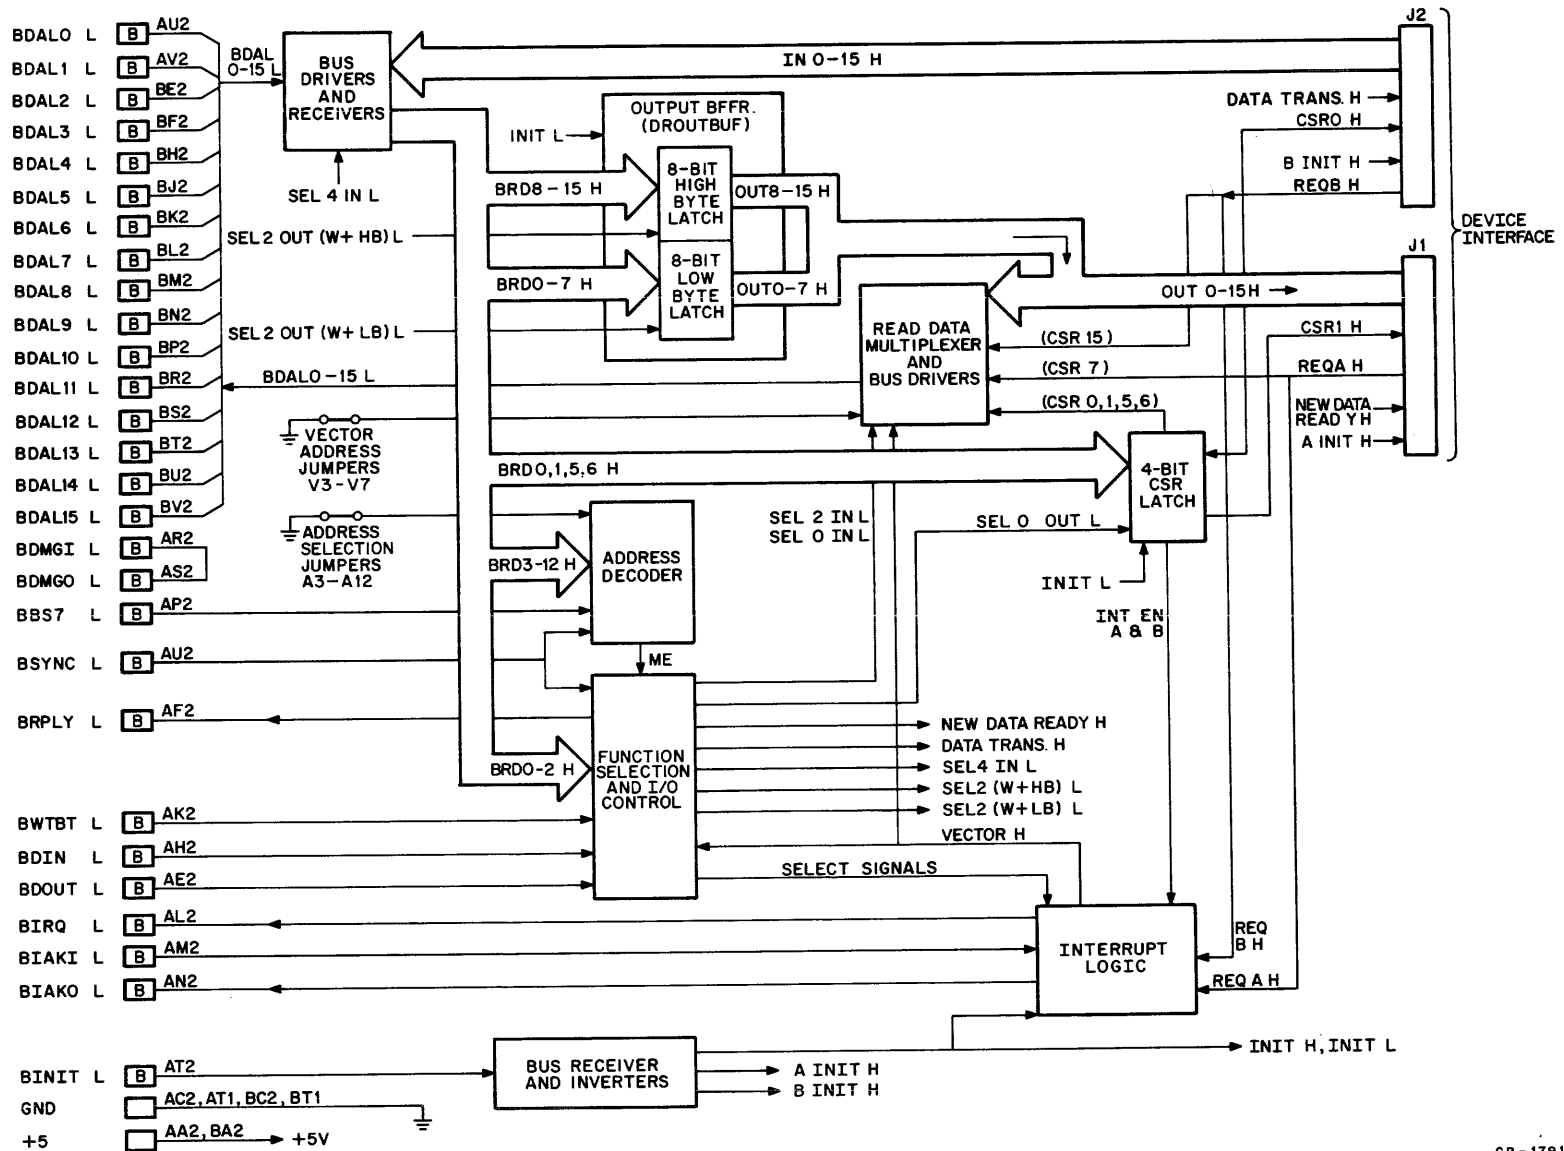 BDAL0 L B AU2
BDAL1 L B AV2
BDAL2 L B BE2
BDAL3 L B BF2
BDAL4 L B BH2
BDAL5 L B BJ2
BDAL6 L B BK2
BDAL7 L B BL2
BDAL8 L B BM2
BDAL9 L B BN2
BDAL10 L B BP2
BDAL11 L B BR2
BDAL12 L B BS2
BDAL13 L B BT2
BDAL14 L B BU2
BDAL15 L B BV2
BDMGI L B AR2
BDMGO L B AS2
BBS7 L B AP2
BSYNC L B AU2
BRPLY L B AF2
BWTBT L B AK2
BDIN L B AH2
BDOUT L B AE2
BIRQ L B AL2
BIAKI L B AM2
BIAKO L B AN2
BINIT L B AT2
GND AC2, AT1, BC2, BT1
+5 AA2, BA2 +5V
BDAL
0-15 L
BUS
DRIVERS
AND
RECEIVERS
SEL 4 IN L
IN 0-15 H
OUTPUT BFFR.
(DROUTBUF)
INIT L
8-BIT
HIGH
BYTE
LATCH
8-BIT
LOW
BYTE
LATCH
BRD8-15 H
BRD0-7 H
OUT8-15 H
OUT0-7 H
SEL 2 OUT (W+HB) L
SEL 2 OUT (W+LB) L
BDAL0-15 L
VECTOR
ADDRESS
JUMPERS
V3-V7
ADDRESS
SELECTION
JUMPERS
A3-A12
J2
DATA TRANS. H
CSR0 H
B INIT H
REQB H
DEVICE
INTERFACE
J1
OUT 0-15H
CSR1 H
REQA H
NEW DATA
READY H
A INIT H
READ DATA
MULTIPLEXER
AND
BUS DRIVERS
(CSR 15)
(CSR 7)
(CSR 0,1,5,6)
BRD0,1,5,6 H
4-BIT
CSR
LATCH
SEL 2 IN L
SEL 0 IN L
SEL 0 OUT L
INIT L
INT EN
A & B
BRD3-12 H
ADDRESS
DECODER
ME
BRD0-2 H
FUNCTION
SELECTION
AND I/O
CONTROL
NEW DATA READY H
DATA TRANS. H
SEL4 IN L
SEL2 (W+HB) L
SEL2 (W+LB) L
VECTOR H
SELECT SIGNALS
INTERRUPT
LOGIC
REQ
B H
REQ A H
BUS RECEIVER
AND INVERTERS
INIT H, INIT L
A INIT H
B INIT H